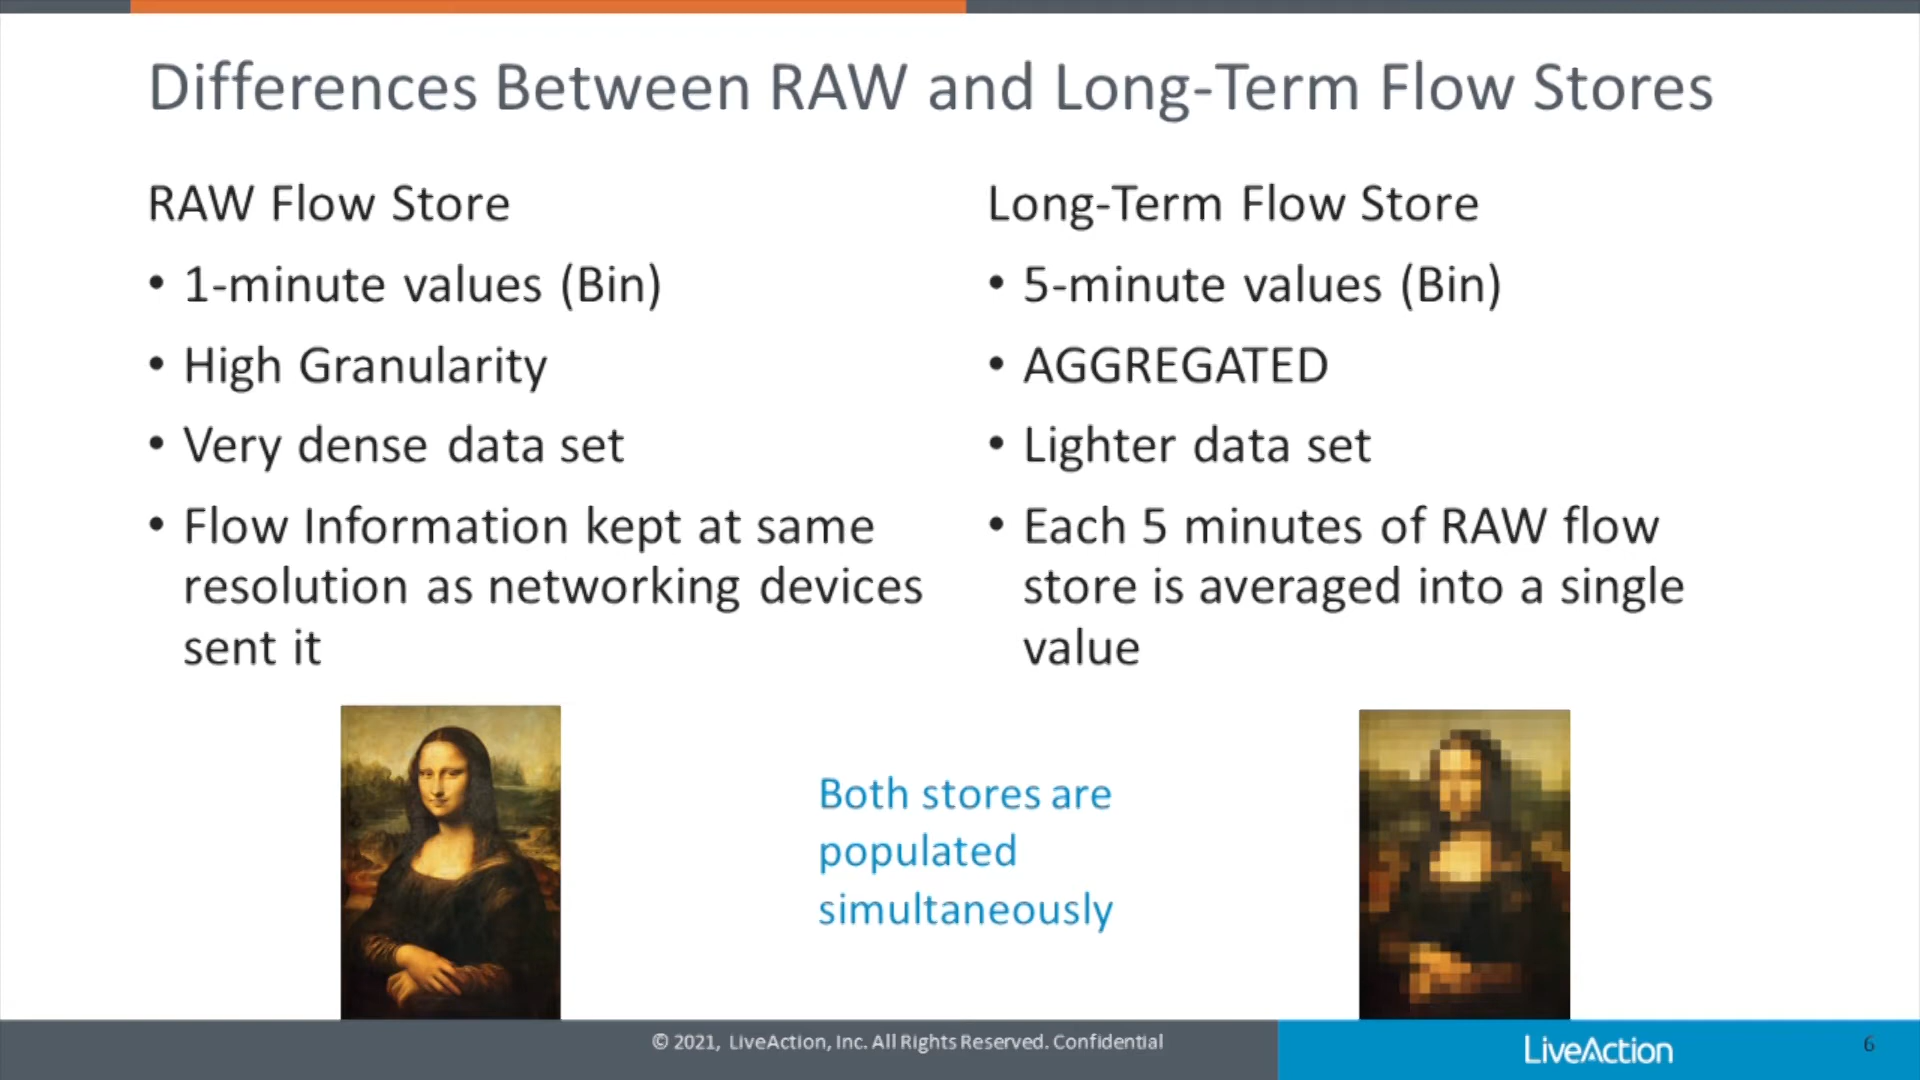 Differences Between RAW and Long-Term Flow Stores
RAW Flow Store
• 1-minute values (Bin)
• High Granularity
• Very dense data set
• Flow Information kept at same
resolution as networking devices
sent it
Long-Term Flow Store
• 5-minute values (Bin)
• AGGREGATED
• Lighter data set
• Each 5 minutes of RAW flow
store is averaged into a single
value
Both stores are
populated
simultaneously
© 2021, LiveAction, Inc. All Rights Reserved. Confidential
LiveAction
6